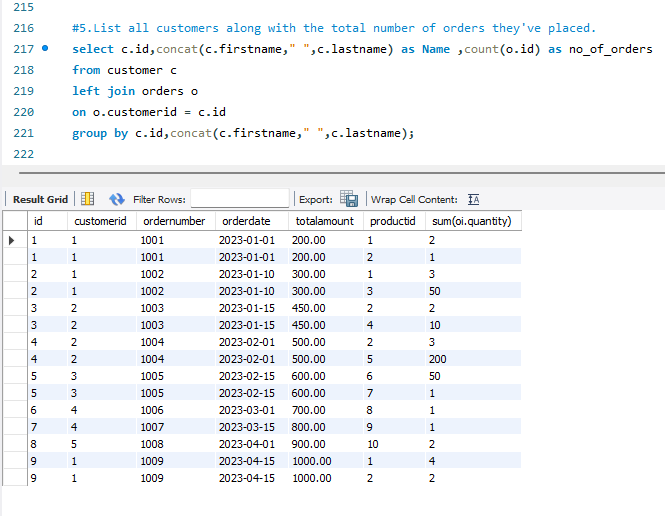 215
216 #5.List all customers along with the total number of orders they've placed.
217 select c.id,concat(c.firstname," ",c.lastname) as Name ,count(o.id) as no_of_orders
218 from customer c
219 left join orders o
220 on o.customerid = c.id
221 group by c.id,concat(c.firstname," ",c.lastname);
222
Result Grid Filter Rows: Export: Wrap Cell Content: IA
id customerid ordernumber orderdate totalamount productid sum(oi.quantity)
1 1 1001 2023-01-01 200.00 1 2
1 1 1001 2023-01-01 200.00 2 1
2 1 1002 2023-01-10 300.00 1 3
2 1 1002 2023-01-10 300.00 3 50
3 2 1003 2023-01-15 450.00 2 2
3 2 1003 2023-01-15 450.00 4 10
4 2 1004 2023-02-01 500.00 2 3
4 2 1004 2023-02-01 500.00 5 200
5 3 1005 2023-02-15 600.00 6 50
5 3 1005 2023-02-15 600.00 7 1
6 4 1006 2023-03-01 700.00 8 1
7 4 1007 2023-03-15 800.00 9 1
8 5 1008 2023-04-01 900.00 10 2
9 1 1009 2023-04-15 1000.00 1 4
9 1 1009 2023-04-15 1000.00 2 2